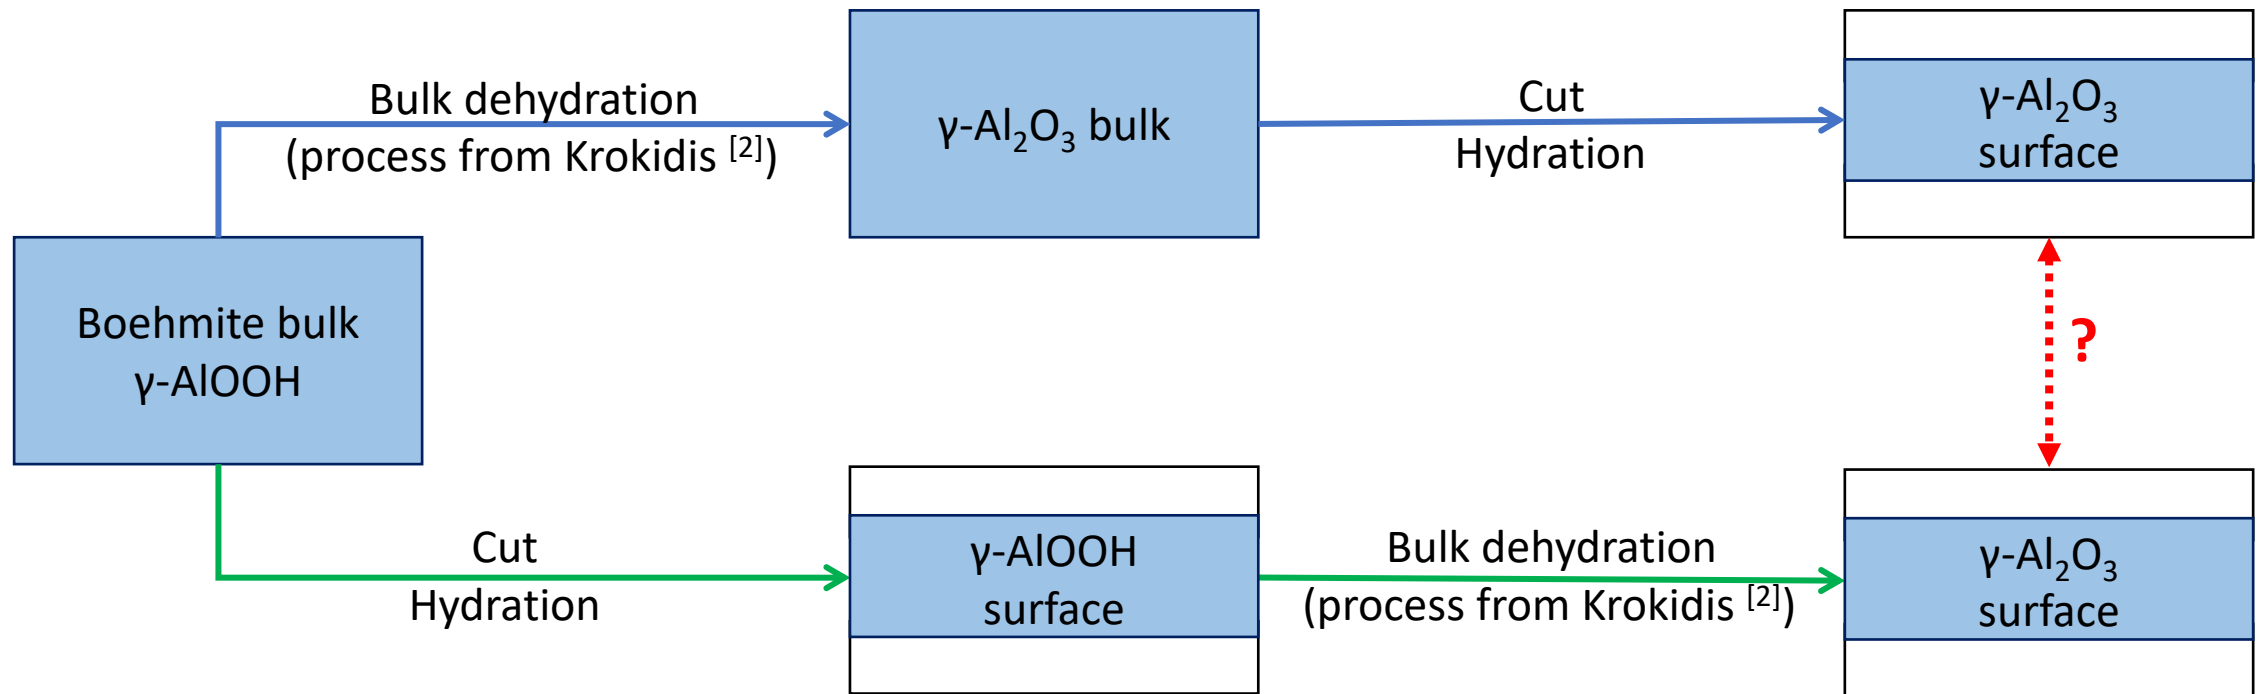 Bulk dehydration
(process from Krokidis [2])
γ-Al₂O₃ bulk
Cut
Hydration
γ-Al₂O₃
surface
Boehmite bulk
γ-AlOOH
?
Cut
Hydration
γ-AlOOH
surface
Bulk dehydration
(process from Krokidis [2])
γ-Al₂O₃
surface